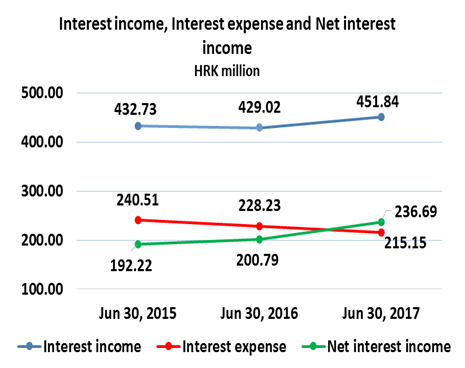 Interest income, Interest expense and Net interest
income
HRK million
500.00
432.73
429.02
451.84
400.00
300.00
240.51
228.23
236.69
200.00
192.22
200.79
215.15
100.00
Jun 30, 2015 Jun 30, 2016 Jun 30, 2017
Interest income Interest expense Net interest income